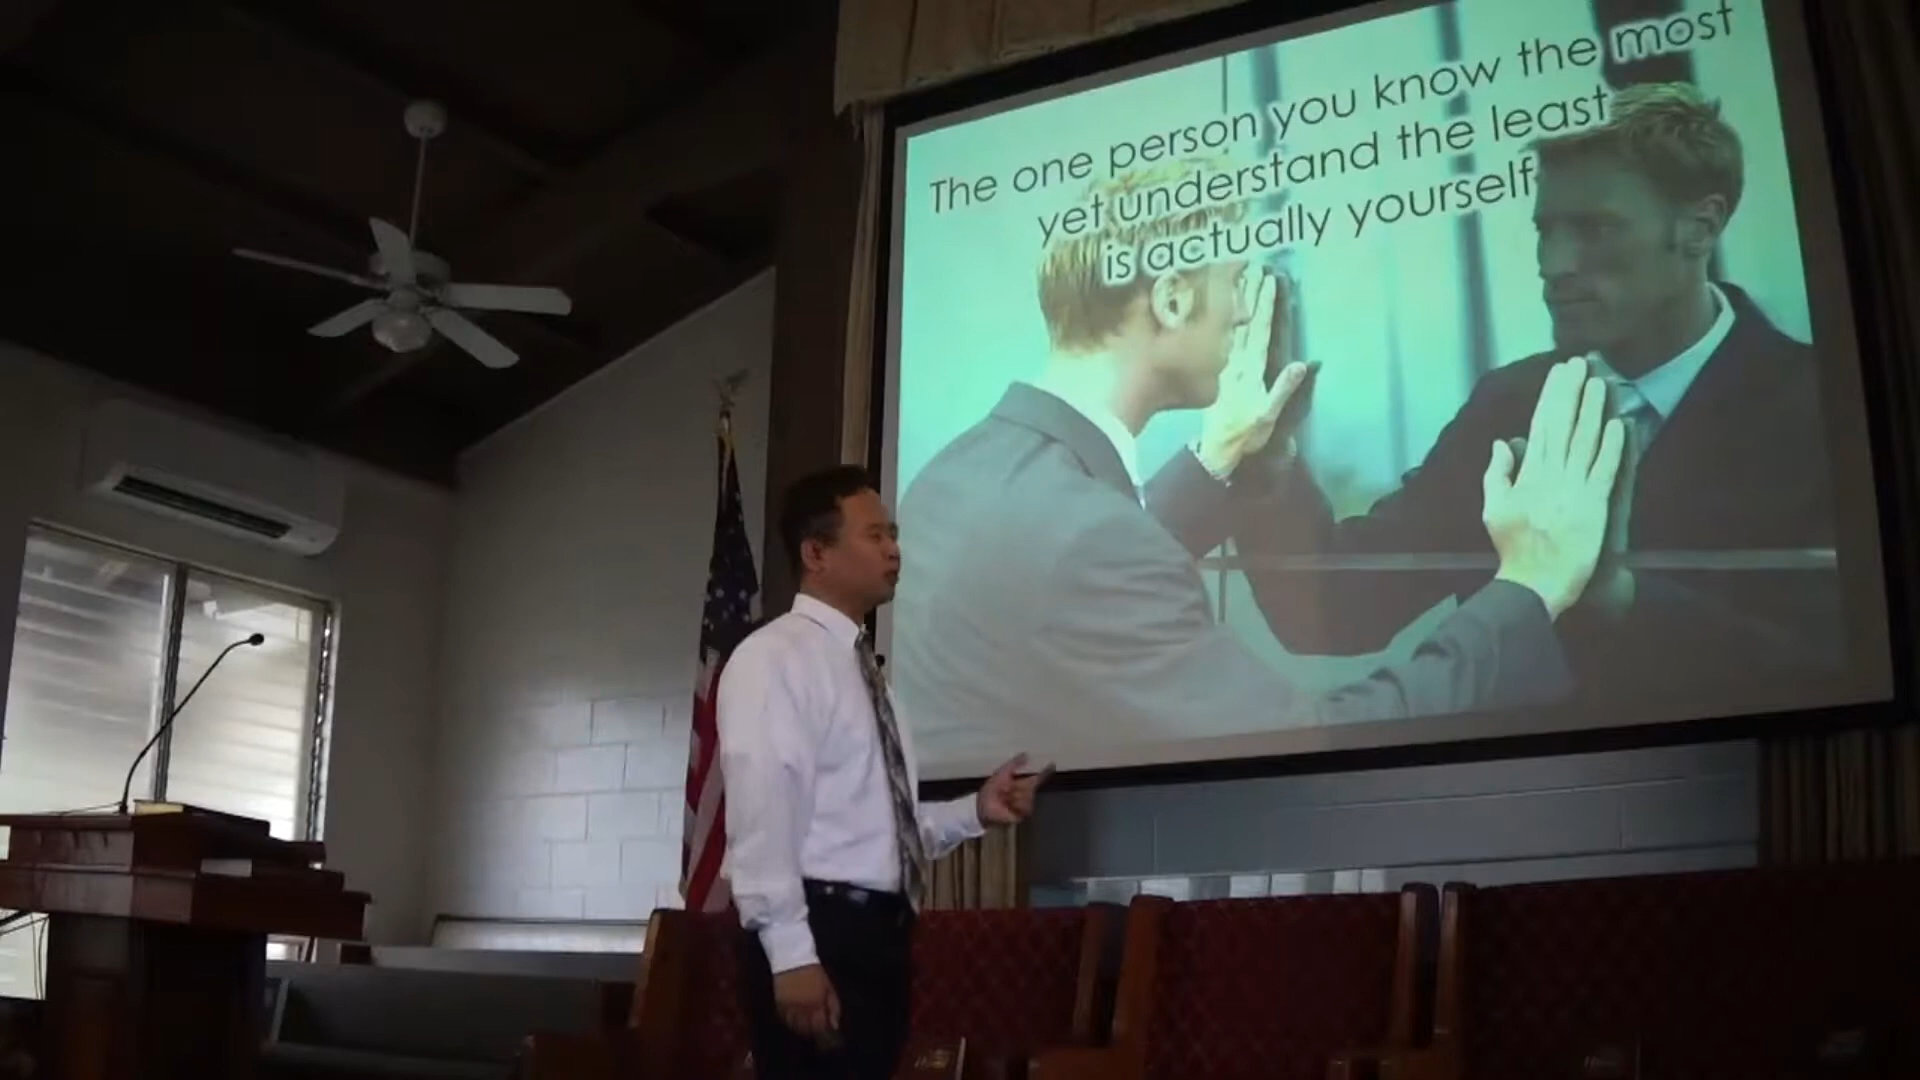 The one person you know the most
yet understand the least
is actually yourself